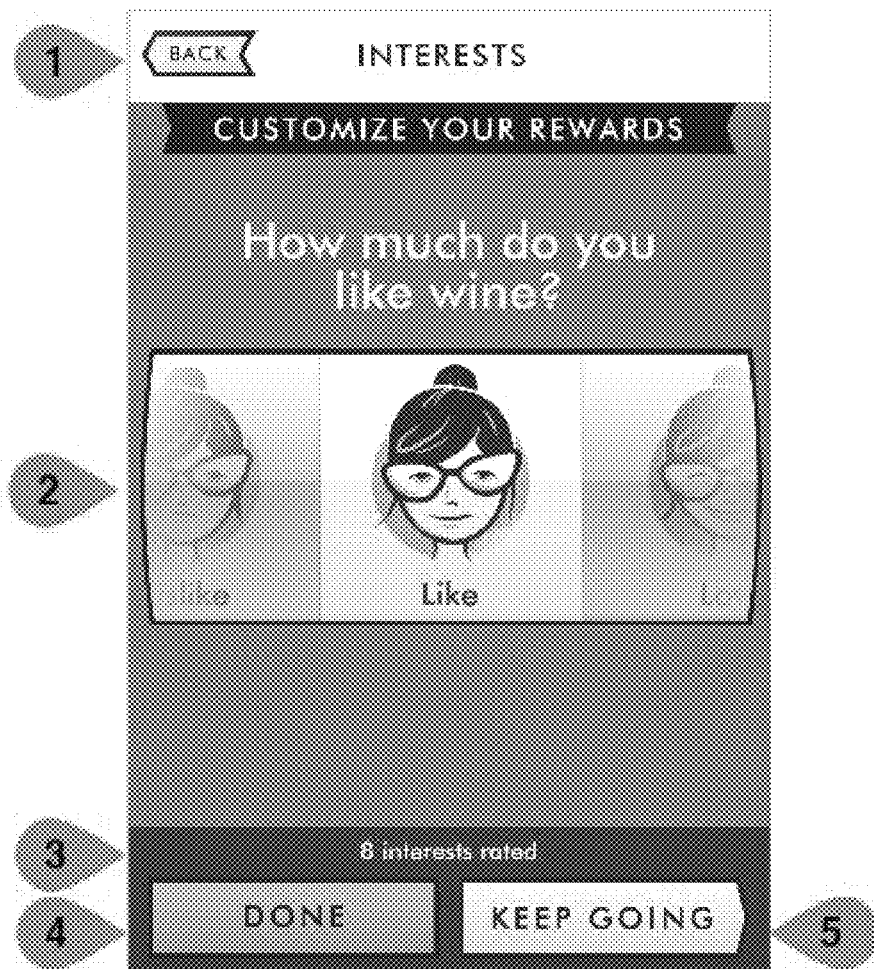 1
BACK
INTERESTS
CUSTOMIZE YOUR REWARDS
How much do you
like wine?
2
like
Like
3
8 interests rated
4
DONE
KEEP GOING
5